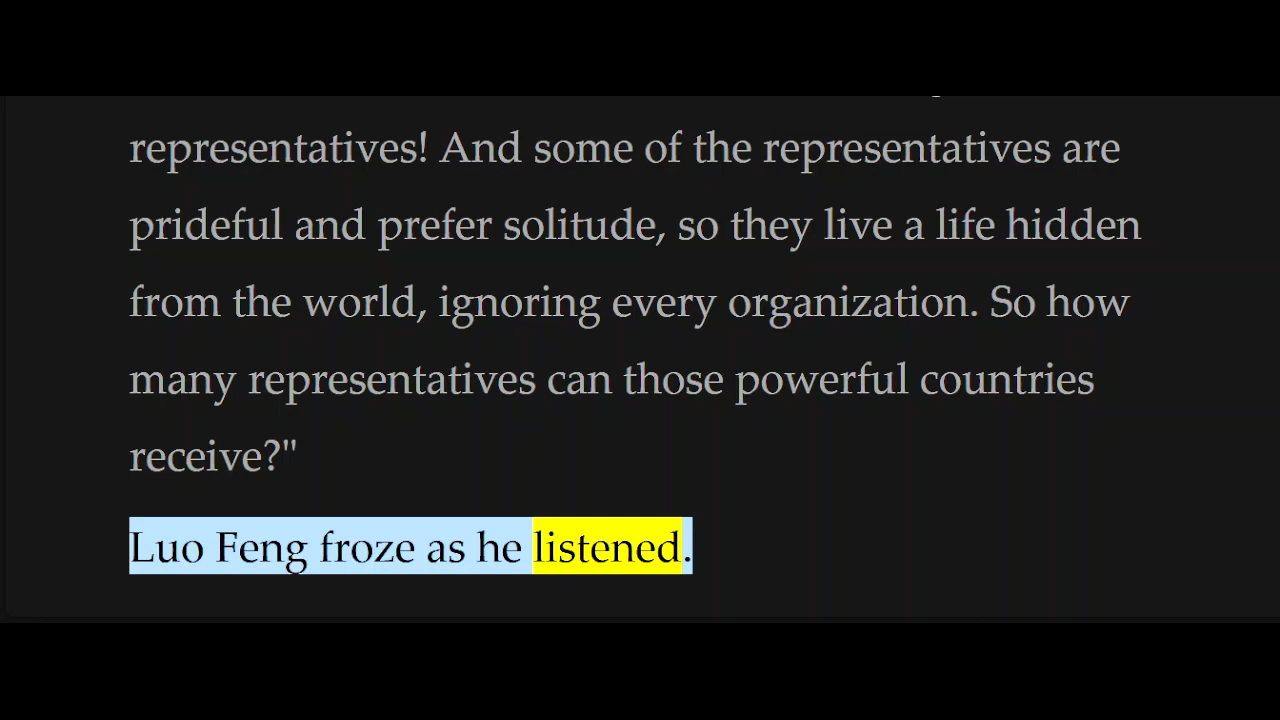 representatives! And some of the representatives are
prideful and prefer solitude, so they live a life hidden
from the world, ignoring every organization. So how
many representatives can those powerful countries
receive?"
Luo Feng froze as he listened.